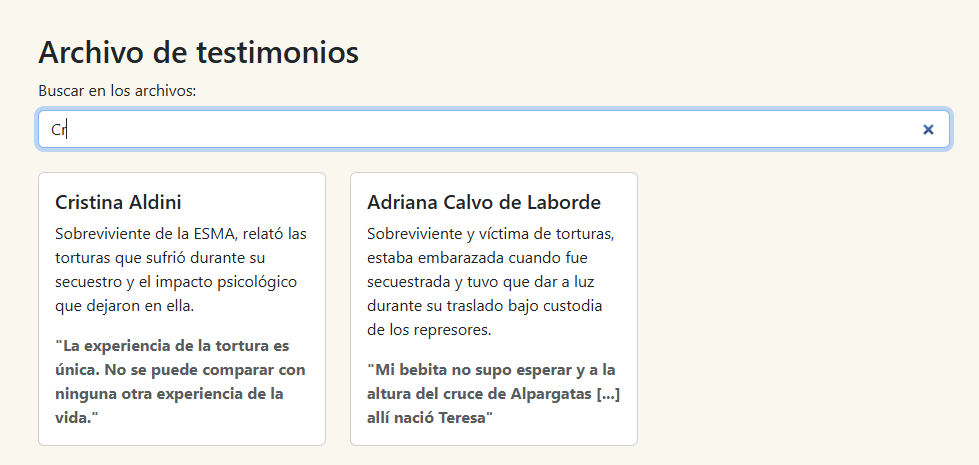 Archivo de testimonios
Buscar en los archivos:
Cr
Cristina Aldini
Sobreviviente de la ESMA, relató las
torturas que sufrió durante su
secuestro y el impacto psicológico
que dejaron en ella.
"La experiencia de la tortura es
única. No se puede comparar con
ninguna otra experiencia de la
vida."
Adriana Calvo de Laborde
Sobreviviente y víctima de torturas,
estaba embarazada cuando fue
secuestrada y tuvo que dar a luz
durante su traslado bajo custodia
de los represores.
"Mi bebita no supo esperar y a la
altura del cruce de Alpargatas [...]
allí nació Teresa"